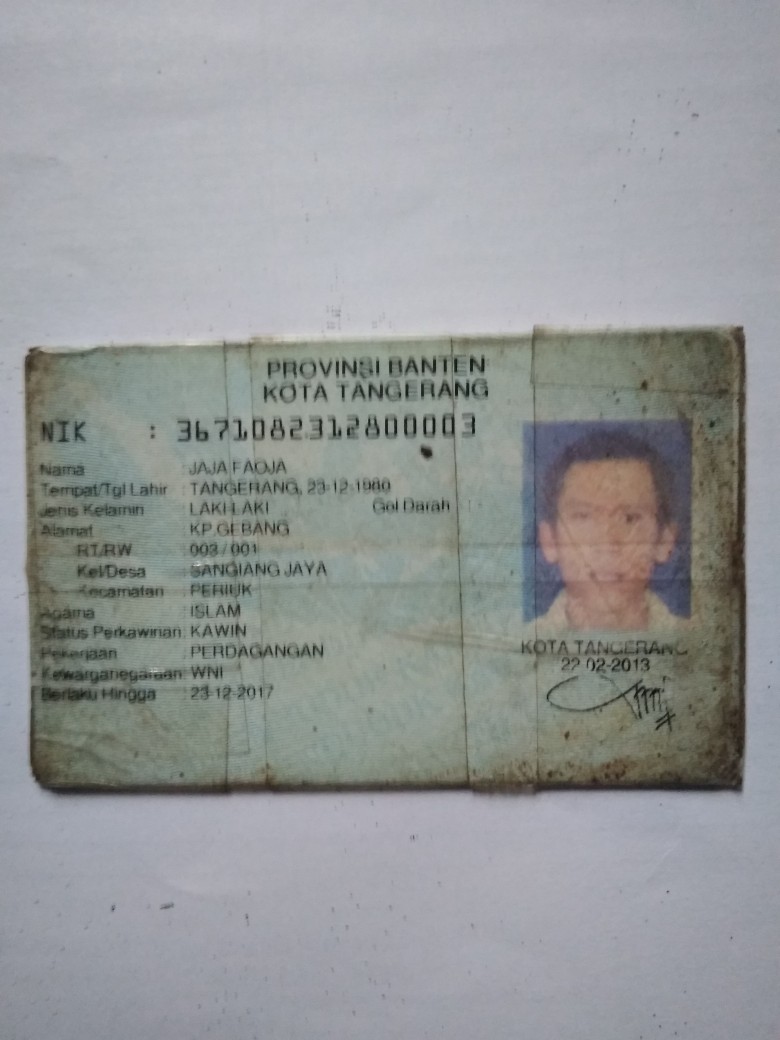 PROVINSI BANTEN
KOTA TANGERANG
NIK : 3671082312800003
Nama : JAJA FAOJA
Tempat/Tgl Lahir : TANGERANG, 23-12-1980
Jenis Kelamin : LAKI-LAKI Gol Darah :
Alamat : KP.GEBANG
RT/RW : 003 / 001
Kel/Desa : SANGIANG JAYA
Kecamatan : PERIUK
Agama : ISLAM
Status Perkawinan : KAWIN
Pekerjaan : PERDAGANGAN
Kewarganegaraan : WNI
Berlaku Hingga : 23-12-2017
KOTA TANGERANG
22-02-2013